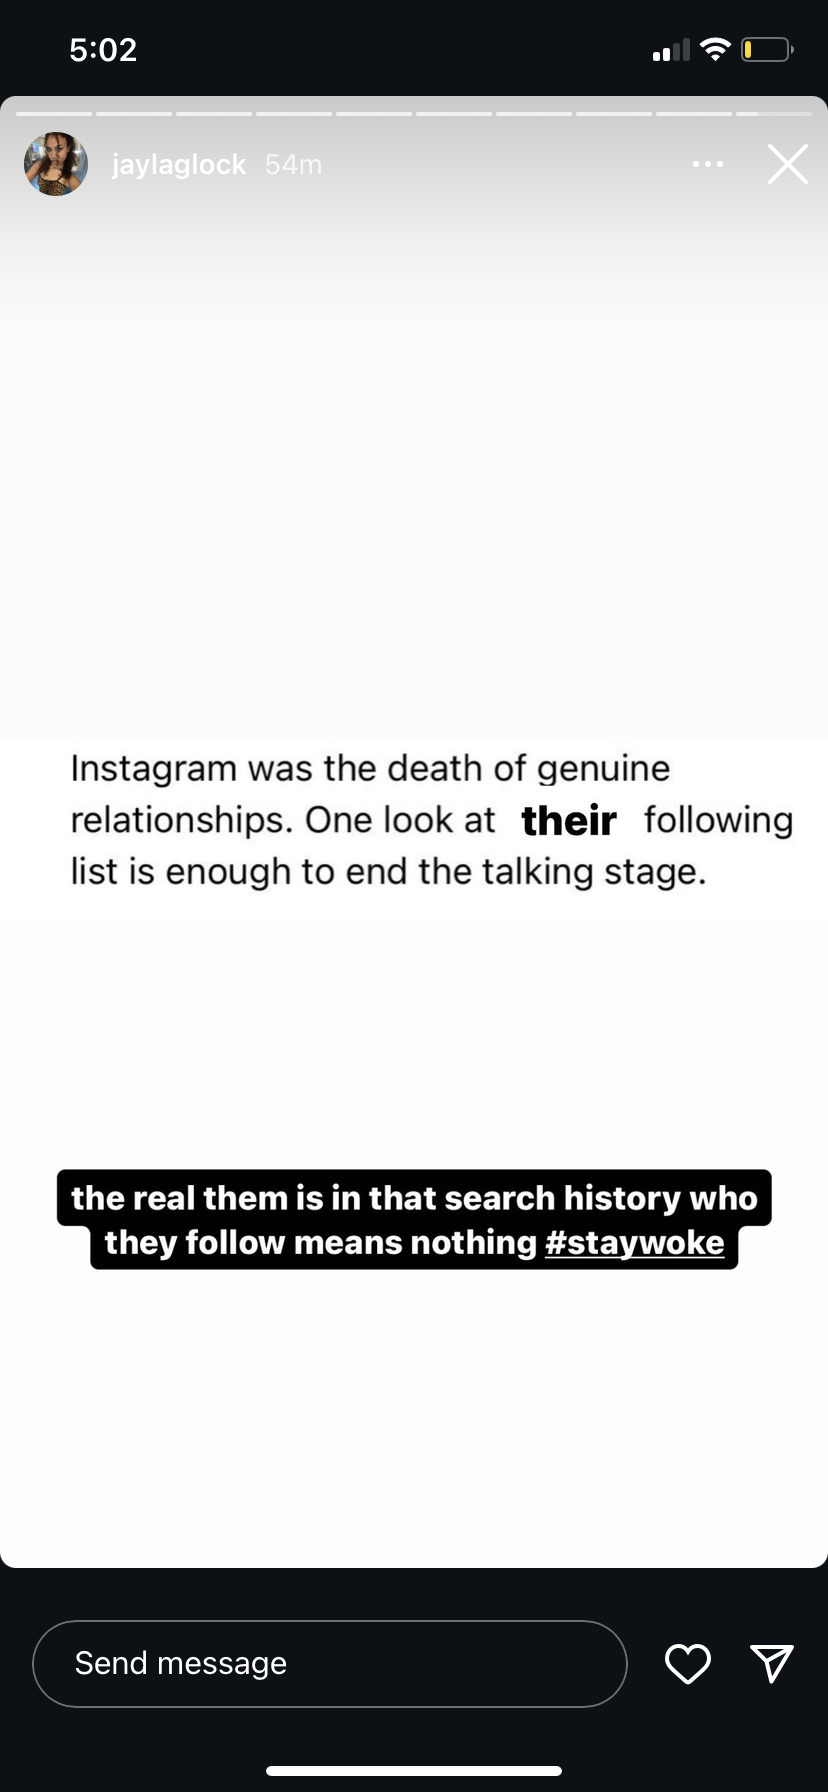 5:02
jaylaglock 54m
Instagram was the death of genuine
relationships. One look at their following
list is enough to end the talking stage.
the real them is in that search history who
they follow means nothing #staywoke
Send message